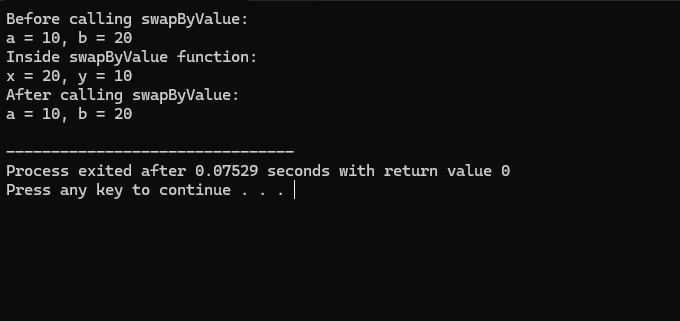 Before calling swapByValue:
a = 10, b = 20
Inside swapByValue function:
x = 20, y = 10
After calling swapByValue:
a = 10, b = 20
--------------------------------
Process exited after 0.07529 seconds with return value 0
Press any key to continue . . .